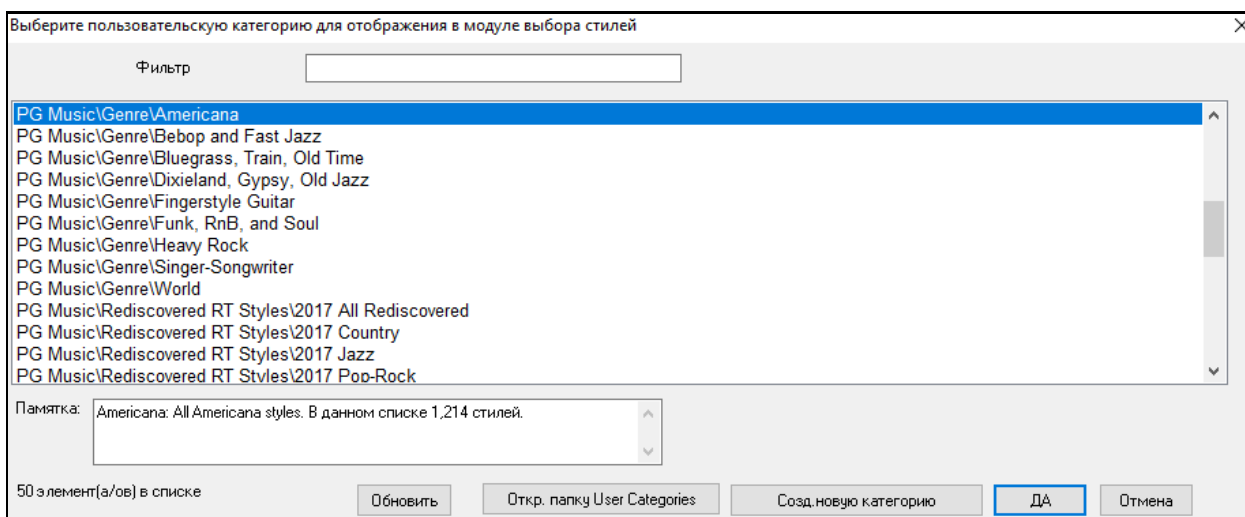 Выберите пользовательскую категорию для отображения в модуле выбора стилей
Фильтр
PG Music\Genre\Americana
PG Music\Genre\Bebop and Fast Jazz
PG Music\Genre\Bluegrass, Train, Old Time
PG Music\Genre\Dixieland, Gypsy, Old Jazz
PG Music\Genre\Fingerstyle Guitar
PG Music\Genre\Funk, RnB, and Soul
PG Music\Genre\Heavy Rock
PG Music\Genre\Singer-Songwriter
PG Music\Genre\World
PG Music\Rediscovered RT Styles\2017 All Rediscovered
PG Music\Rediscovered RT Styles\2017 Country
PG Music\Rediscovered RT Styles\2017 Jazz
PG Music\Rediscovered RT Styles\2017 Pop-Rock
Памятка: Americana: All Americana styles. В данном списке 1,214 стилей.
50 элемент(а/ов) в списке
Обновить Откр. папку User Categories Созд.новую категорию ДА Отмена